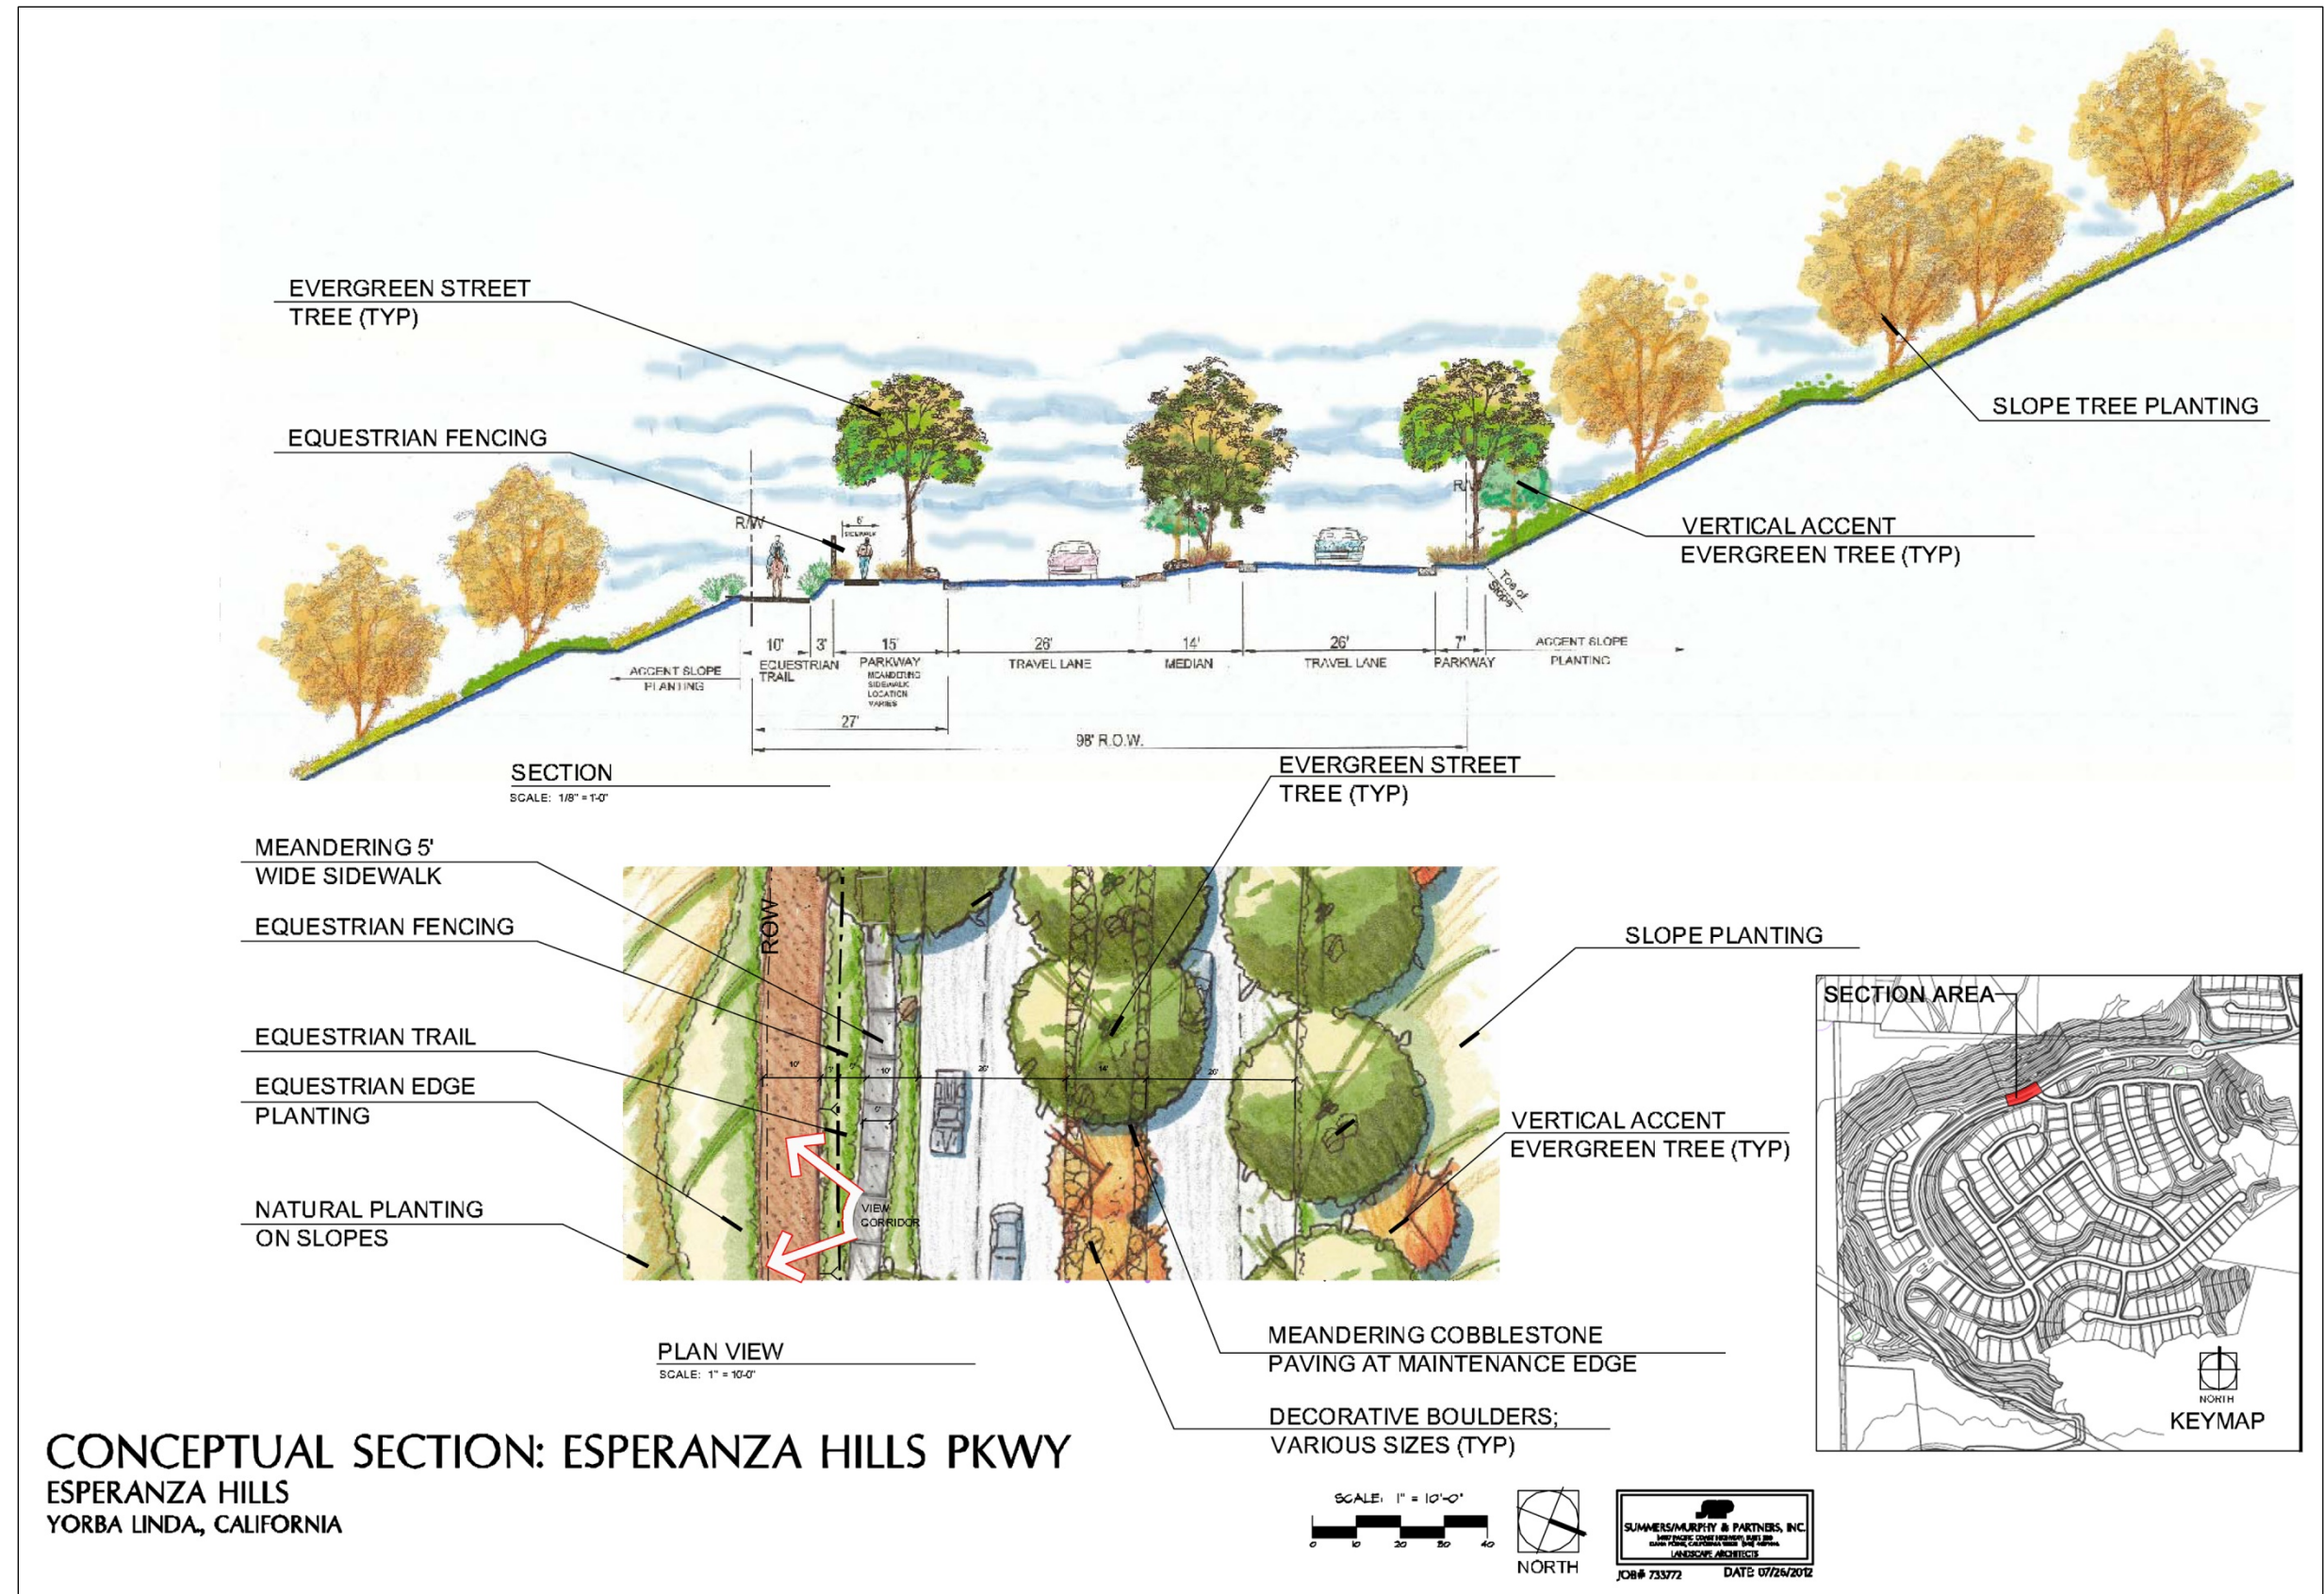 EVERGREEN STREET
TREE (TYP)
EQUESTRIAN FENCING
SLOPE TREE PLANTING
VERTICAL ACCENT
EVERGREEN TREE (TYP)
R/W
6'
SIDEWALK
R/W
Toe of
Slope
10'
3'
15'
26'
14'
26'
7'
ACCENT SLOPE
PLANTING
EQUESTRIAN
TRAIL
PARKWAY
MEANDERING
SIDEWALK
LOCATION
VARIES
TRAVEL LANE
MEDIAN
TRAVEL LANE
PARKWAY
ACCENT SLOPE
PLANTING
27'
98' R.O.W.
SECTION
SCALE: 1/8" = 1'-0"
EVERGREEN STREET
TREE (TYP)
MEANDERING 5'
WIDE SIDEWALK
EQUESTRIAN FENCING
EQUESTRIAN TRAIL
EQUESTRIAN EDGE
PLANTING
NATURAL PLANTING
ON SLOPES
ROW
10'
10'
26'
14'
26'
VIEW
CORRIDOR
SLOPE PLANTING
VERTICAL ACCENT
EVERGREEN TREE (TYP)
MEANDERING COBBLESTONE
PAVING AT MAINTENANCE EDGE
DECORATIVE BOULDERS;
VARIOUS SIZES (TYP)
PLAN VIEW
SCALE: 1" = 10'-0"
SECTION AREA
NORTH
KEYMAP
CONCEPTUAL SECTION: ESPERANZA HILLS PKWY
ESPERANZA HILLS
YORBA LINDA, CALIFORNIA
SCALE: 1" = 10'-0"
0 10 20 30 40
NORTH
SUMMERS/MURPHY & PARTNERS, INC.
LANDSCAPE ARCHITECTS
JOB# 733772 DATE: 07/26/2012